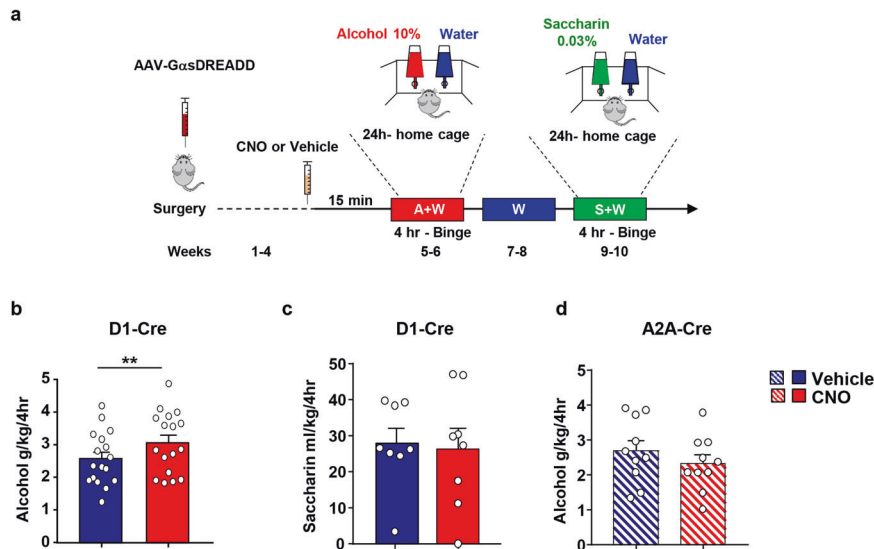 a
Alcohol 10%
Water
Saccharin
0.03%
Water
AAV-GαsDREADD
24h- home cage
24h- home cage
CNO or Vehicle
15 min
Surgery
A+W
W
S+W
4 hr - Binge
4 hr - Binge
Weeks
1-4
5-6
7-8
9-10
b
D1-Cre
**
Alcohol g/kg/4hr
5
4
3
2
1
0
c
D1-Cre
Saccharin ml/kg/4hr
50
40
30
20
10
0
d
A2A-Cre
Alcohol g/kg/4hr
5
4
3
2
1
0
Vehicle
CNO